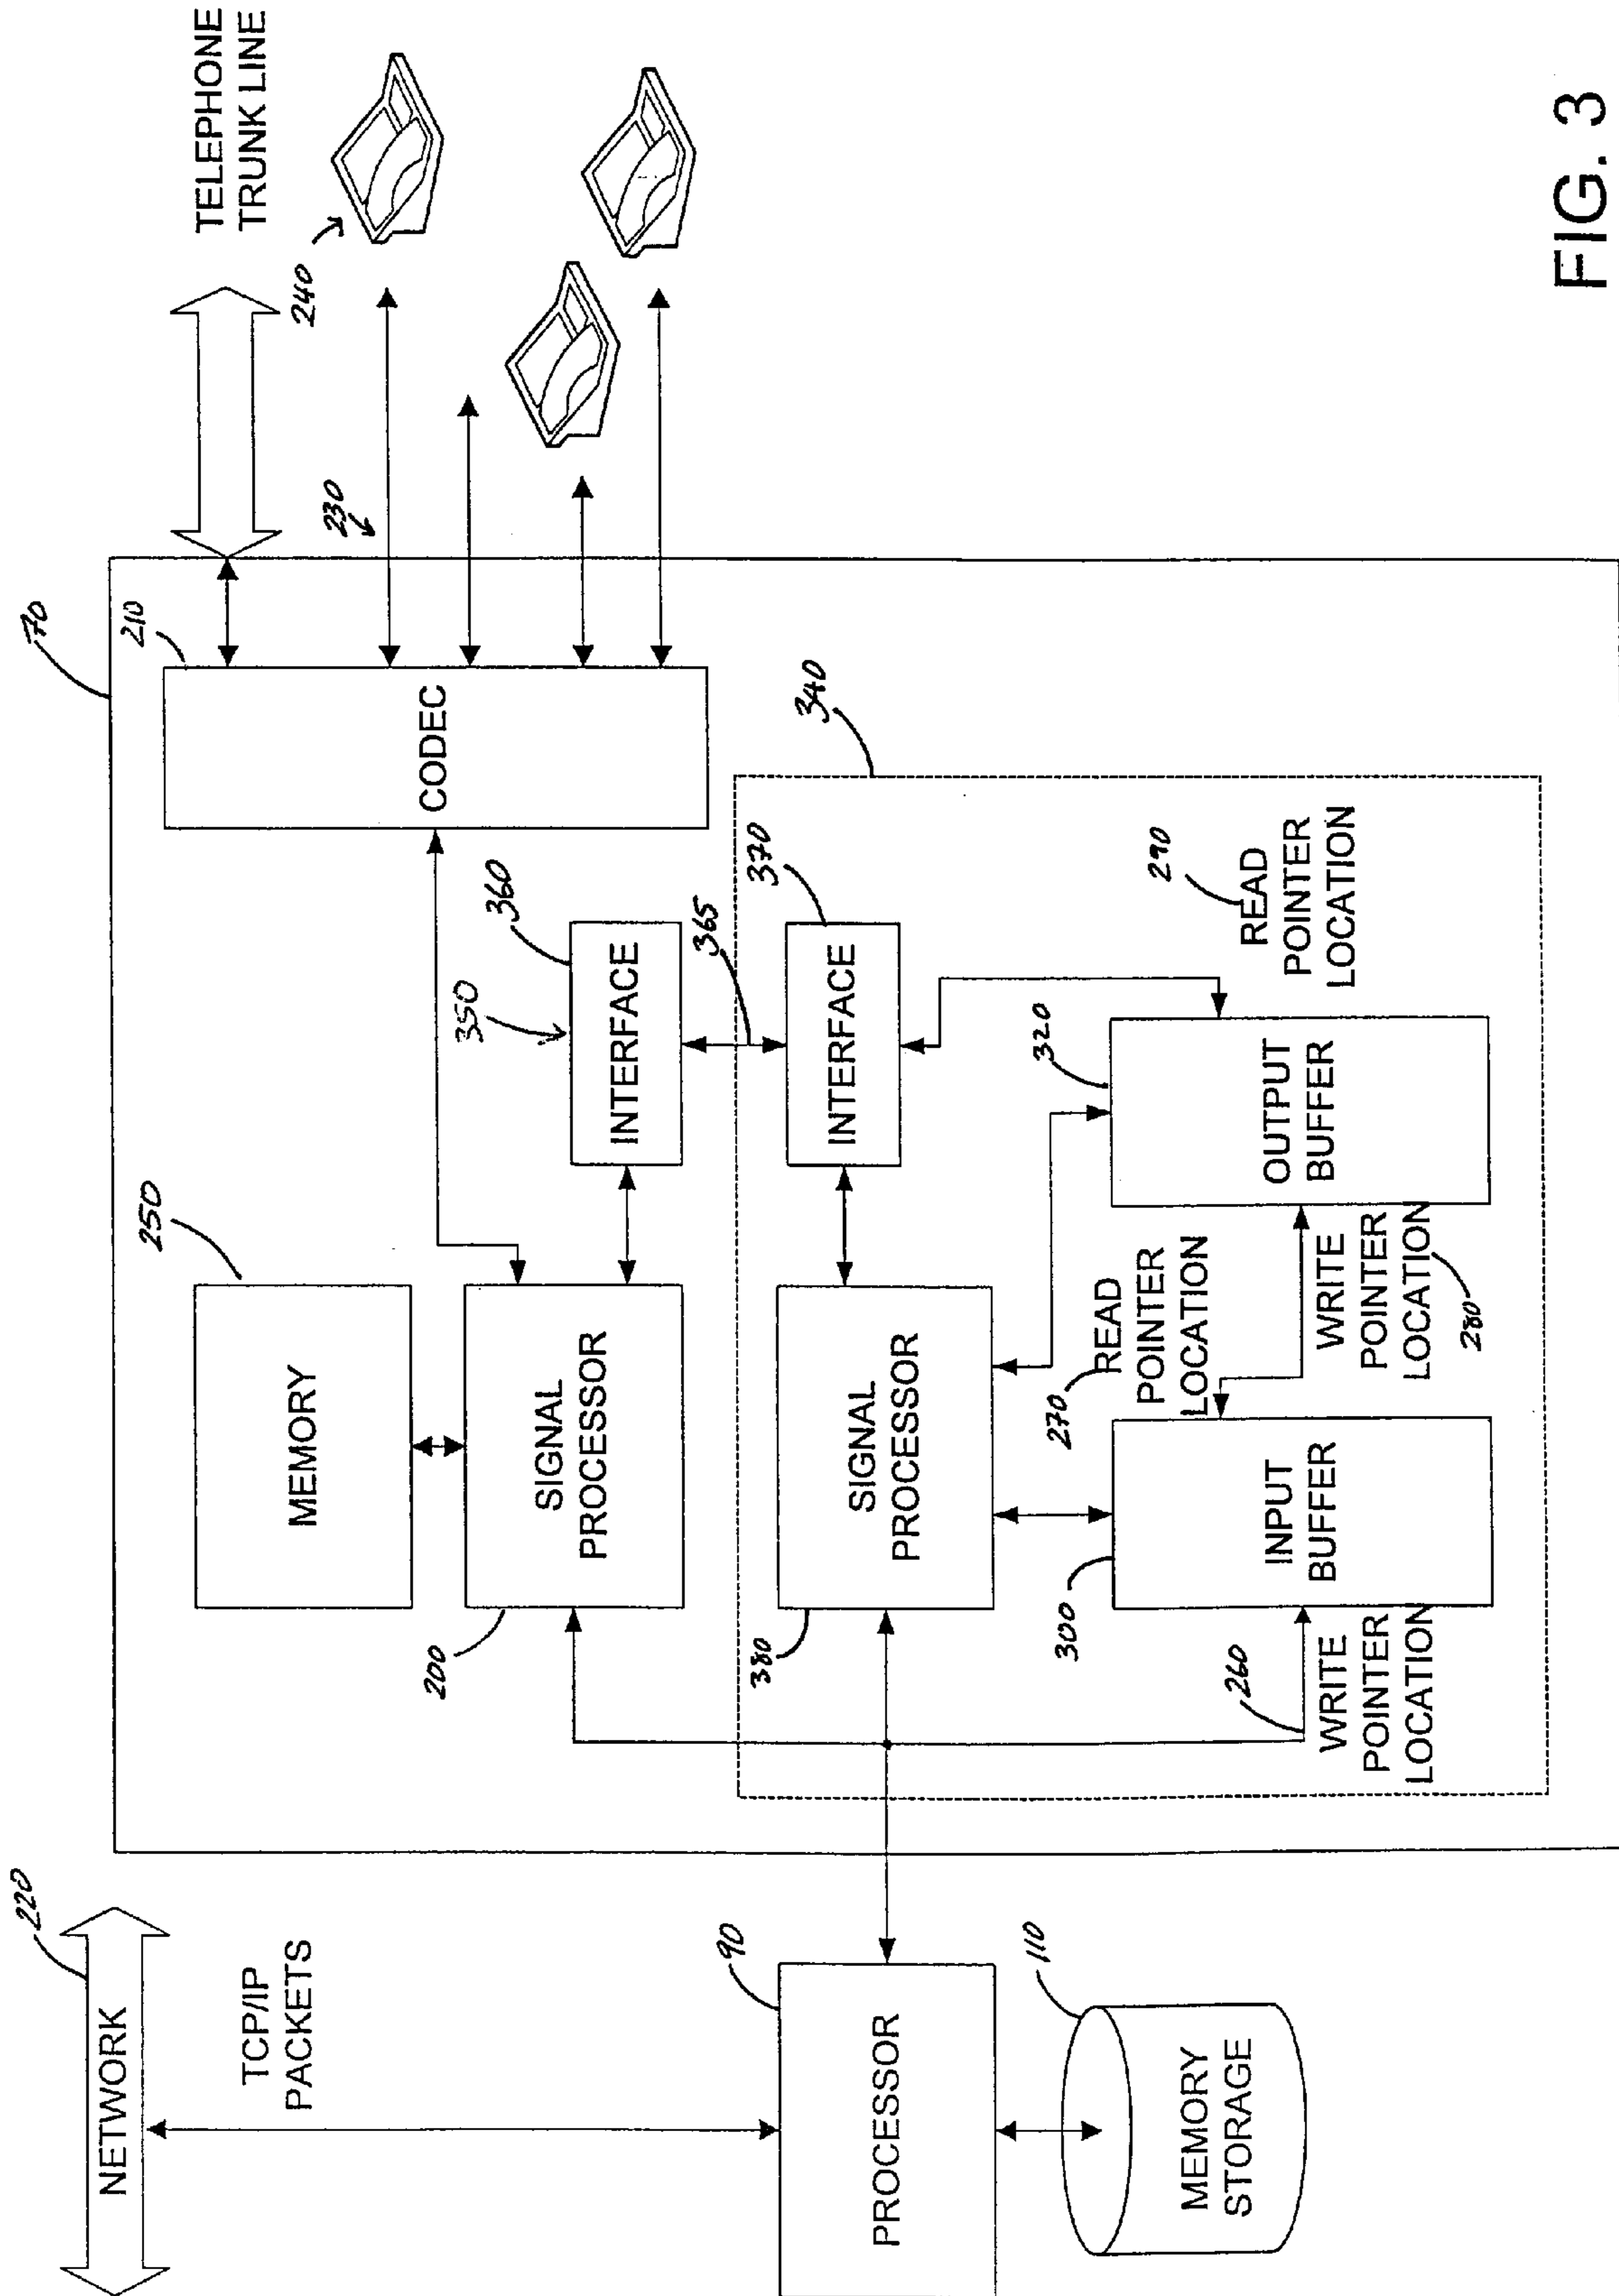 220
NETWORK
TCP/IP
PACKETS
90
PROCESSOR
110
MEMORY
STORAGE
70
TELEPHONE
TRUNK LINE
210
CODEC
230
240
250
MEMORY
200
SIGNAL
PROCESSOR
350
360
INTERFACE
365
340
370
INTERFACE
380
SIGNAL
PROCESSOR
300
INPUT
BUFFER
260
WRITE
POINTER
LOCATION
270
READ
POINTER
LOCATION
WRITE
POINTER
LOCATION
280
320
OUTPUT
BUFFER
290
READ
POINTER
LOCATION
FIG. 3